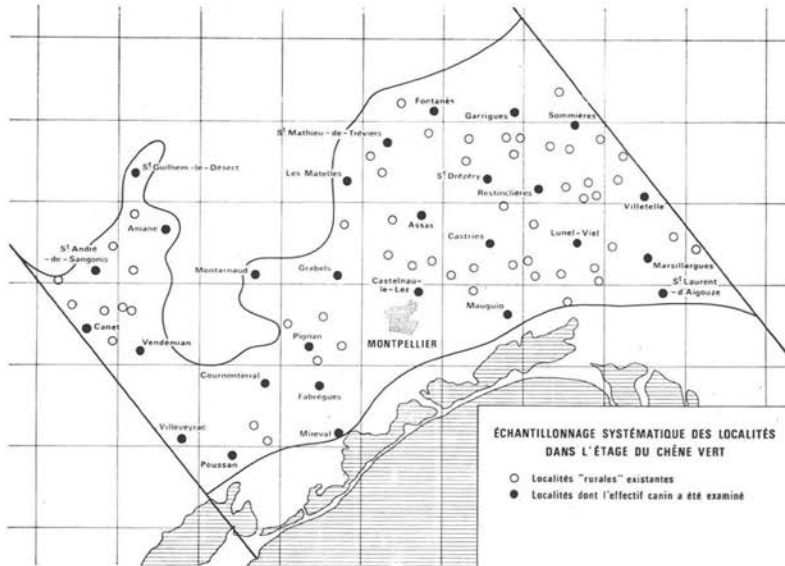 Fontanès
Garrigues
Sommières
St Mathieu-de-Tréviers
St Guilhem-le-Désert
Les Matelles
St Drézéry
Restinclières
Villetelle
Aniane
Assas
Castries
Lunel-Viel
St André
-de-Sangonis
Montarnaud
Grabels
Marsillargues
Castelnau-
le-Lez
St Laurent
-d'Aigouze
Mauguio
Canet
Vendémian
Pignan
MONTPELLIER
Cournonterral
Fabrègues
Villeveyrac
Mireval
Poussan
ÉCHANTILLONNAGE SYSTÉMATIQUE DES LOCALITÉS
DANS L'ÉTAGE DU CHÊNE VERT
Localités "rurales" existantes
Localités dont l'effectif canin a été examiné